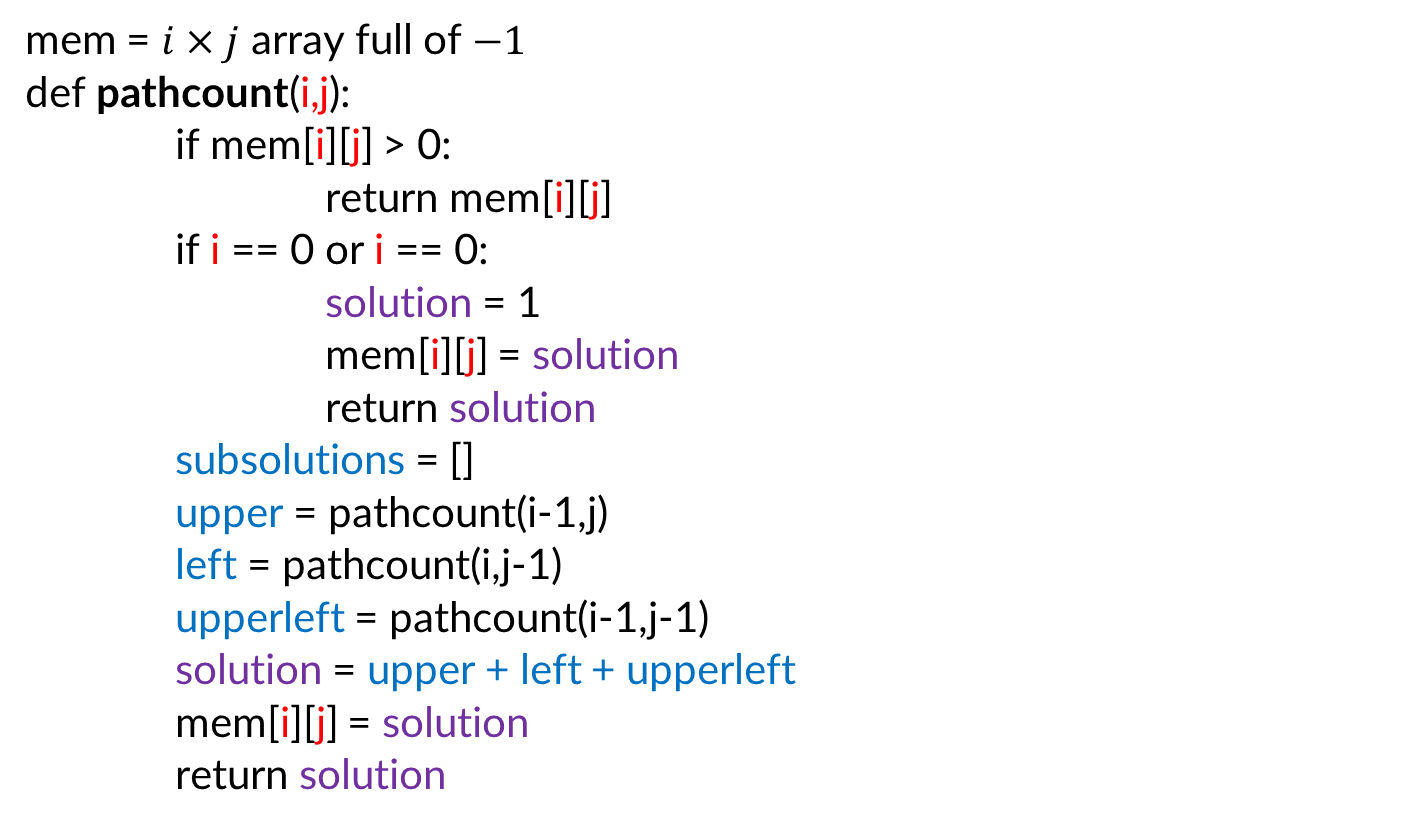 mem = 𝑖 × 𝑗 array full of −1
def pathcount(i,j):
if mem[i][j] > 0:
return mem[i][j]
if i == 0 or i == 0:
solution = 1
mem[i][j] = solution
return solution
subsolutions = []
upper = pathcount(i-1,j)
left = pathcount(i,j-1)
upperleft = pathcount(i-1,j-1)
solution = upper + left + upperleft
mem[i][j] = solution
return solution